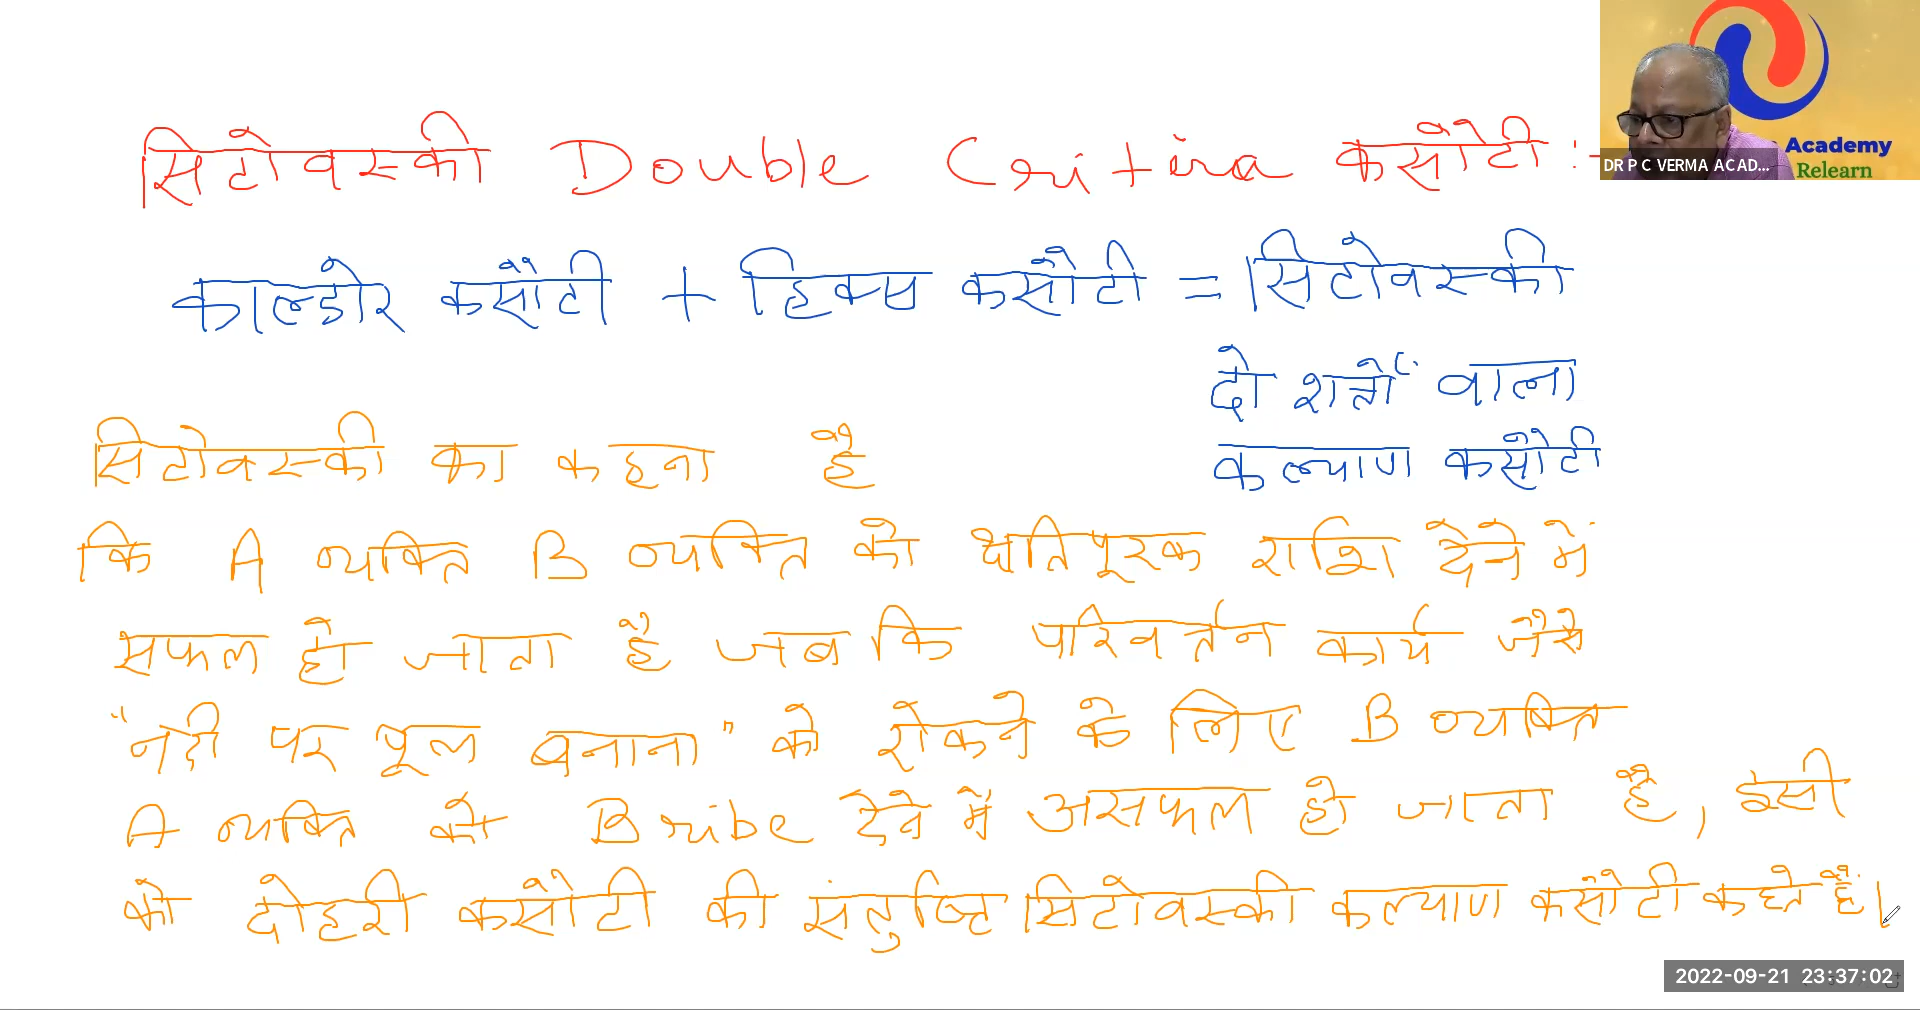 सिटोवस्की Double Critira कसौटी :-
Academy
Relearn
DR P C VERMA ACAD...
काल्डोर कसौटी + हिक्स कसौटी = सिटोवस्की
दो शर्तों वाला
कल्याण कसौटी
सिटोवस्की का कहना है
कि A व्यक्ति B व्यक्ति को क्षतिपूरक राशि देने में
सफल हो जाता है जब कि परिवर्तन कार्य जैसे
"नदी पर पूल बनाना" को रोकने के लिए B व्यक्ति
A व्यक्ति को Bribe देने में असफल हो जाता है, इसी
को दोहरी कसौटी की संतुष्टि सिटोवस्की कल्याण कसौटी कहते हैं।
2022-09-21 23:37:02